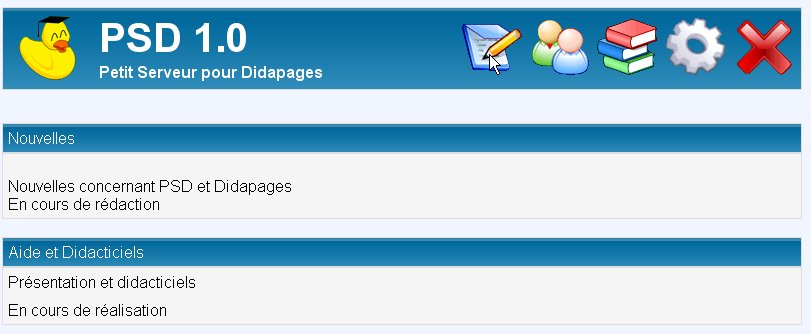 PSD 1.0
Petit Serveur pour Didapages
Nouvelles
Nouvelles concernant PSD et Didapages
En cours de rédaction
Aide et Didacticiels
Présentation et didacticiels
En cours de réalisation